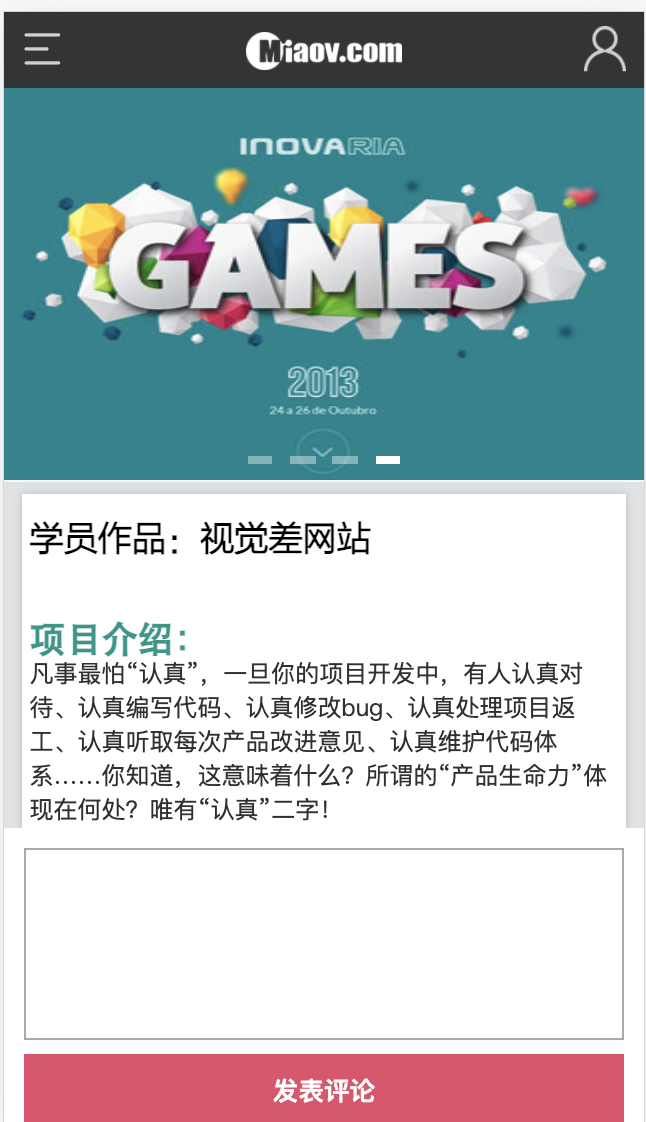 Miaov.com
INOVARIA
GAMES
2013
24 a 26 de Outubro
学员作品：视觉差网站
项目介绍：
凡事最怕“认真”，一旦你的项目开发中，有人认真对
待、认真编写代码、认真修改bug、认真处理项目返
工、认真听取每次产品改进意见、认真维护代码体
系……你知道，这意味着什么？所谓的“产品生命力”体
现在何处？唯有“认真”二字！
发表评论